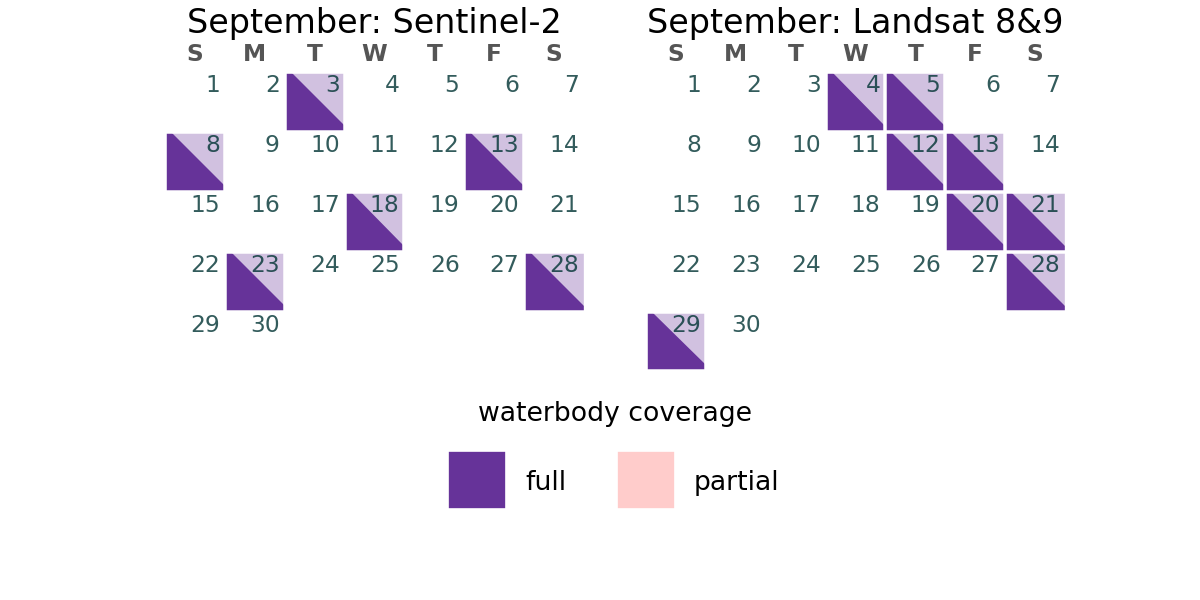 September: Sentinel-2
S M T W T F S
1 2 3 4 5 6 7
8 9 10 11 12 13 14
15 16 17 18 19 20 21
22 23 24 25 26 27 28
29 30
September: Landsat 8&9
S M T W T F S
1 2 3 4 5 6 7
8 9 10 11 12 13 14
15 16 17 18 19 20 21
22 23 24 25 26 27 28
29 30
waterbody coverage
full partial